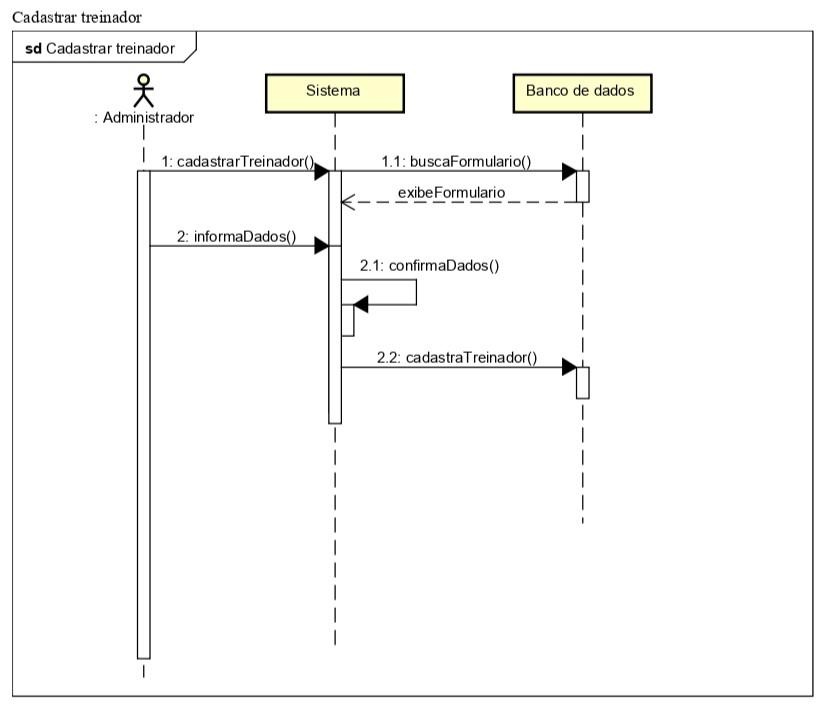 Cadastrar treinador
sd Cadastrar treinador
: Administrador
Sistema
Banco de dados
1: cadastrarTreinador()
1.1: buscaFormulario()
exibeFormulario
2: informaDados()
2.1: confirmaDados()
2.2: cadastraTreinador()